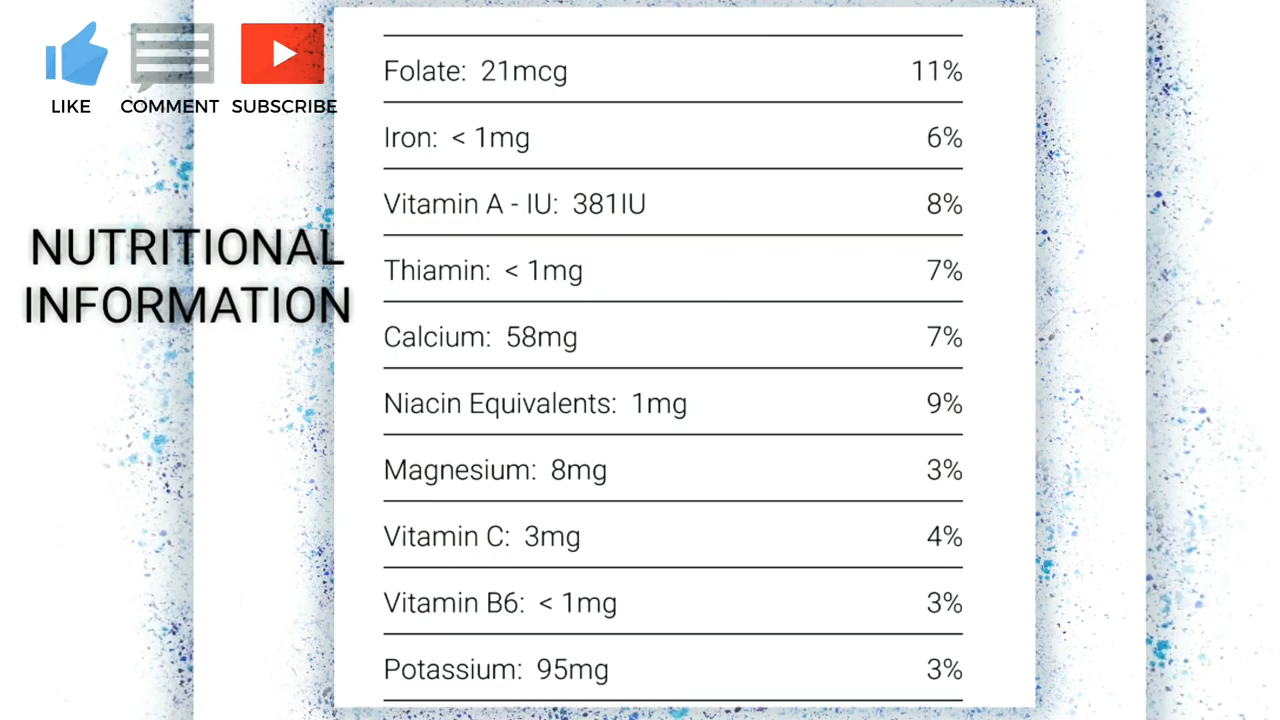 LIKE COMMENT SUBSCRIBE
NUTRITIONAL
INFORMATION
Folate: 21mcg 11%
Iron: < 1mg 6%
Vitamin A - IU: 381IU 8%
Thiamin: < 1mg 7%
Calcium: 58mg 7%
Niacin Equivalents: 1mg 9%
Magnesium: 8mg 3%
Vitamin C: 3mg 4%
Vitamin B6: < 1mg 3%
Potassium: 95mg 3%